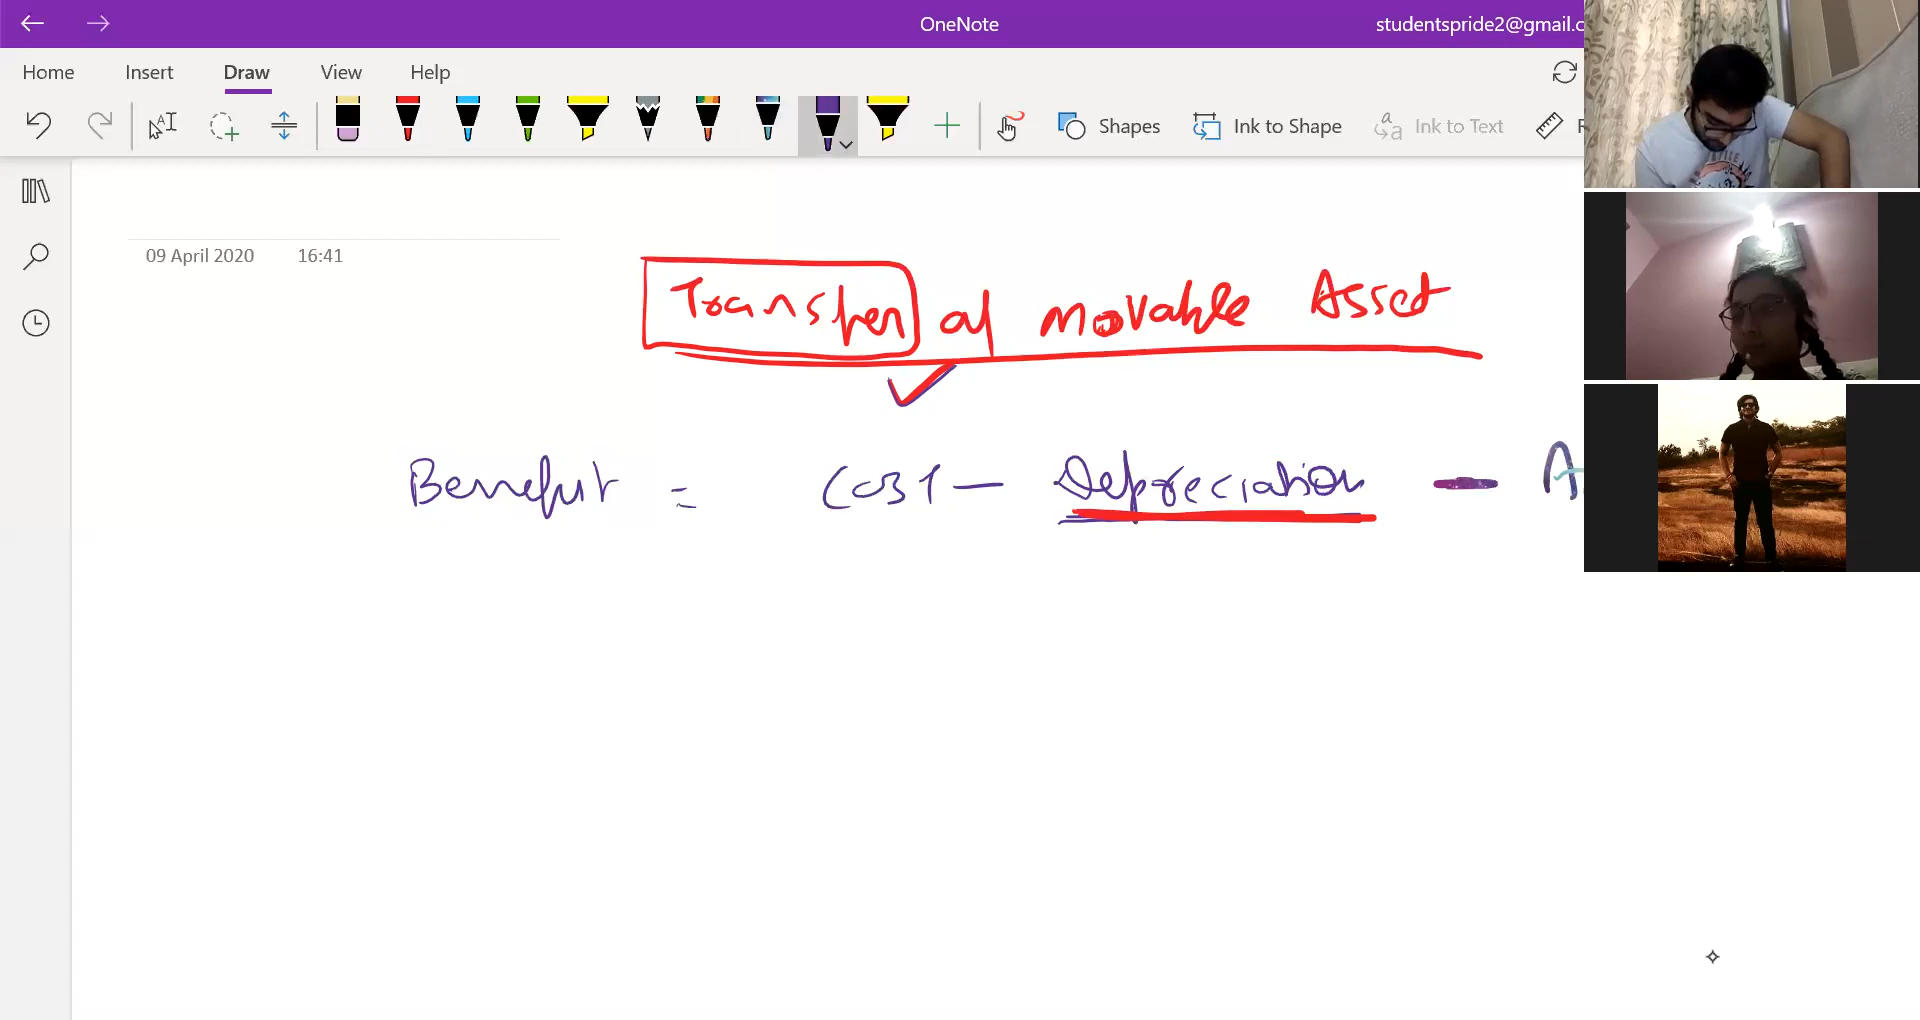 OneNote
studentspride2@gmail.c
Home Insert Draw View Help
Shapes Ink to Shape Ink to Text R
09 April 2020 16:41
Transfer of movable Asset
Benefit = Cost - Depreciation - A